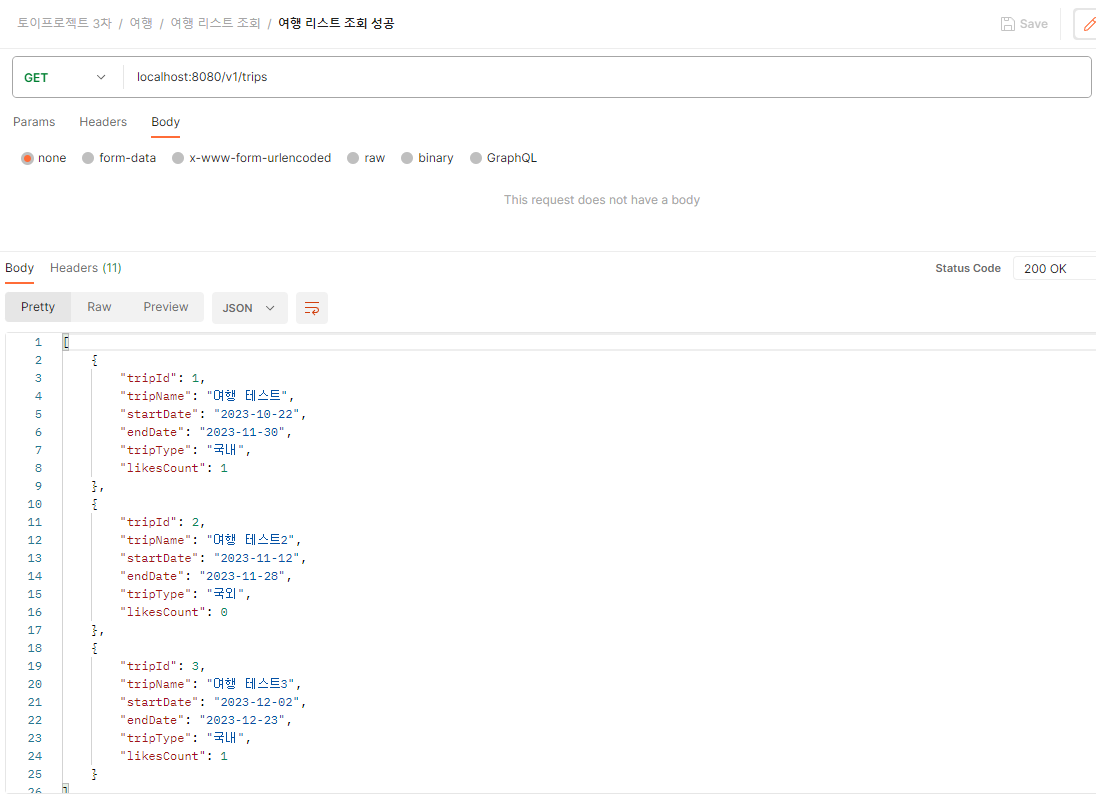 토이프로젝트 3차 / 여행 / 여행 리스트 조회 / 여행 리스트 조회 성공 Save
GET localhost:8080/v1/trips
Params Headers Body
none form-data x-www-form-urlencoded raw binary GraphQL
This request does not have a body
Body Headers (11) Status Code 200 OK
Pretty Raw Preview JSON
1 [
2 {
3 "tripId": 1,
4 "tripName": "여행 테스트",
5 "startDate": "2023-10-22",
6 "endDate": "2023-11-30",
7 "tripType": "국내",
8 "likesCount": 1
9 },
10 {
11 "tripId": 2,
12 "tripName": "여행 테스트2",
13 "startDate": "2023-11-12",
14 "endDate": "2023-11-28",
15 "tripType": "국외",
16 "likesCount": 0
17 },
18 {
19 "tripId": 3,
20 "tripName": "여행 테스트3",
21 "startDate": "2023-12-02",
22 "endDate": "2023-12-23",
23 "tripType": "국내",
24 "likesCount": 1
25 }
26 ]